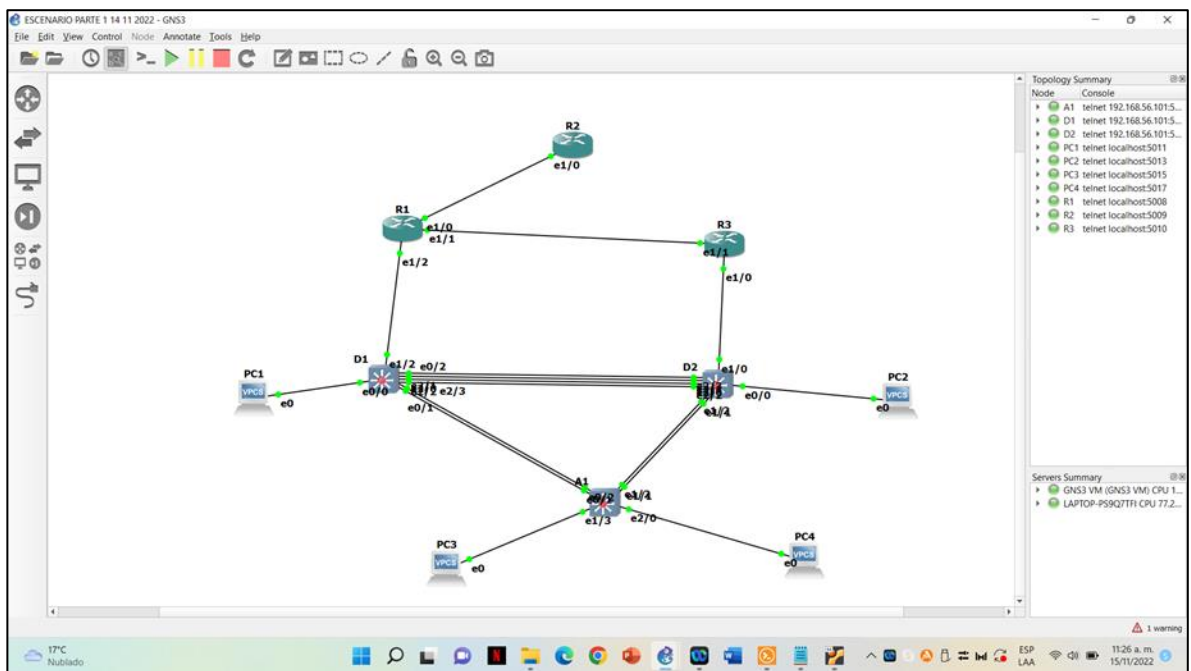 ESCENARIO PARTE 1 14 11 2022 - GNS3
File Edit View Control Node Annotate Tools Help
R2
e1/0
R1
e1/0
e1/1
e1/2
R3
e1/1
e1/0
D1
e1/2
e0/2
e2/3
e0/0
e0/1
D2
e1/0
e0/0
PC1
VPCS
e0
PC2
VPCS
e0
A1
e1/3
e2/0
PC3
VPCS
e0
PC4
VPCS
e0
Topology Summary
Node Console
A1 telnet 192.168.56.101:5...
D1 telnet 192.168.56.101:5...
D2 telnet 192.168.56.101:5...
PC1 telnet localhost:5011
PC2 telnet localhost:5013
PC3 telnet localhost:5015
PC4 telnet localhost:5017
R1 telnet localhost:5008
R2 telnet localhost:5009
R3 telnet localhost:5010
Servers Summary
GNS3 VM (GNS3 VM) CPU 1...
LAPTOP-PS9Q7TFI CPU 77.2...
1 warning
17°C
Nublado
ESP
LAA
11:26 a. m.
15/11/2022